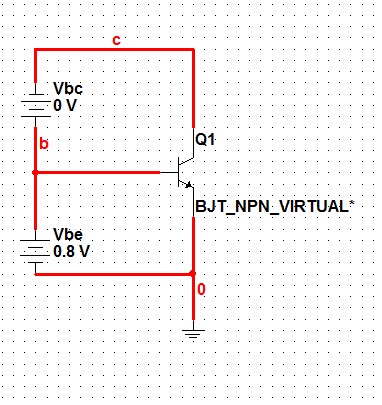 c
Vbc
0 V
b
Q1
BJT_NPN_VIRTUAL*
Vbe
0.8 V
0